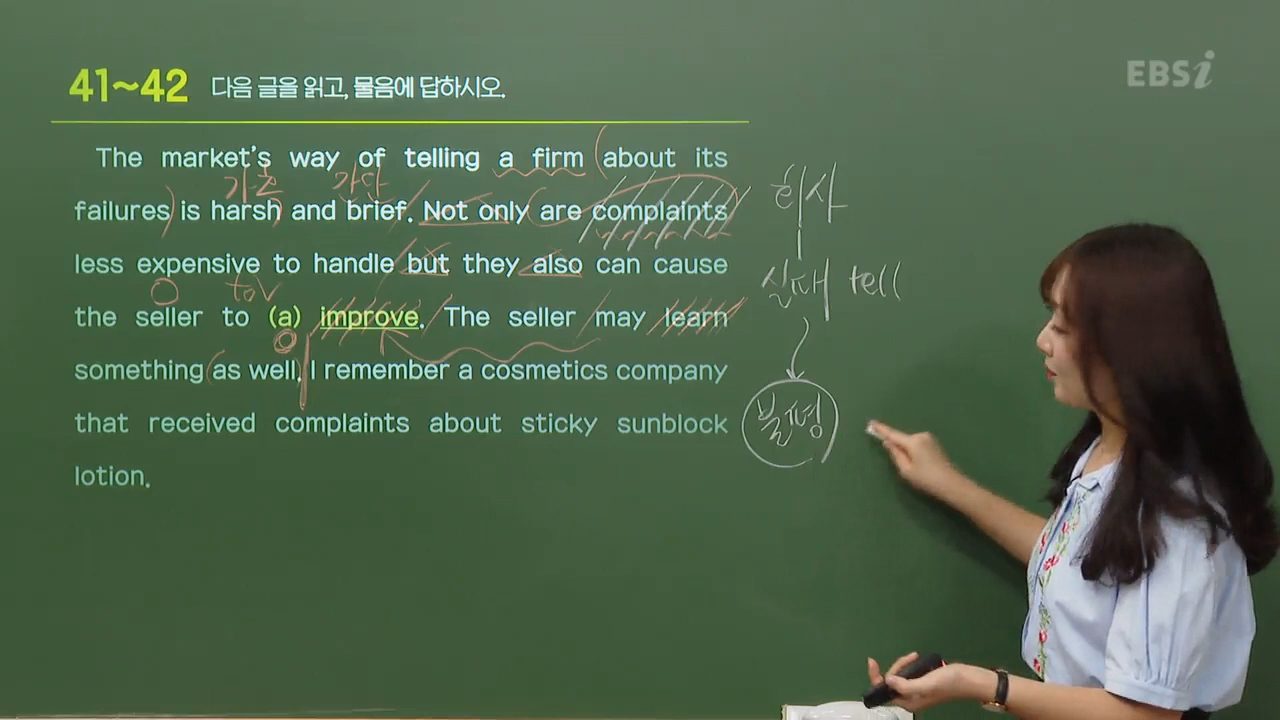 41~42 다음 글을 읽고, 물음에 답하시오.
EBSi
The market's way of telling a firm (about its
가혹 간단
failures) is harsh and brief. Not only are complaints
less expensive to handle but they also can cause
O toV
the seller to (a) improve. The seller may learn
something (as well. I remember a cosmetics company
that received complaints about sticky sunblock
lotion.
회사
실패 tell
불평